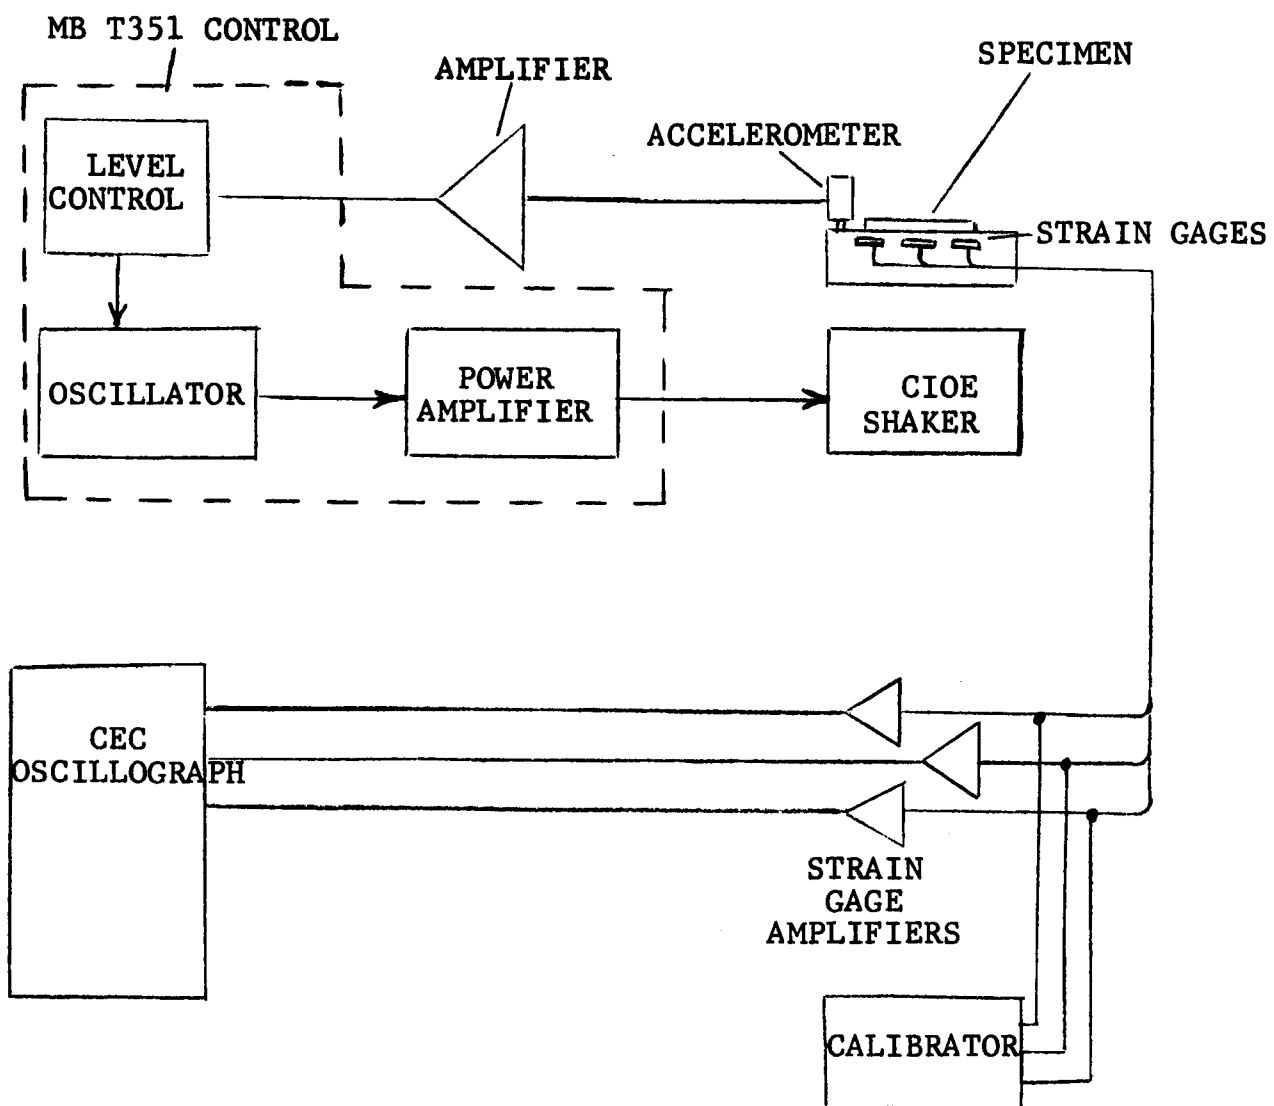 MB T351 CONTROL
AMPLIFIER
SPECIMEN
ACCELEROMETER
LEVEL
CONTROL
STRAIN GAGES
OSCILLATOR
POWER
AMPLIFIER
CIOE
SHAKER
CEC
OSCILLOGRAPH
STRAIN
GAGE
AMPLIFIERS
CALIBRATOR